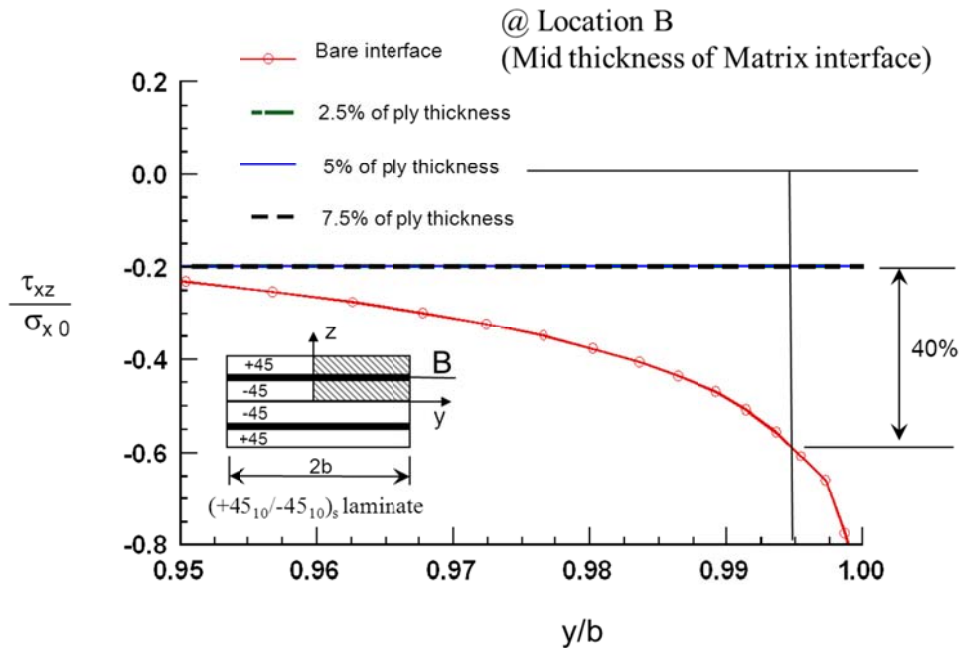 @ Location B
(Mid thickness of Matrix interface)
Bare interface
2.5% of ply thickness
5% of ply thickness
7.5% of ply thickness
0.2
0.0
-0.2
-0.4
-0.6
-0.8
τxz
σx 0
40%
z
+45
B
-45
y
-45
+45
2b
(+45₁₀/-45₁₀)ₛ laminate
0.95
0.96
0.97
0.98
0.99
1.00
y/b